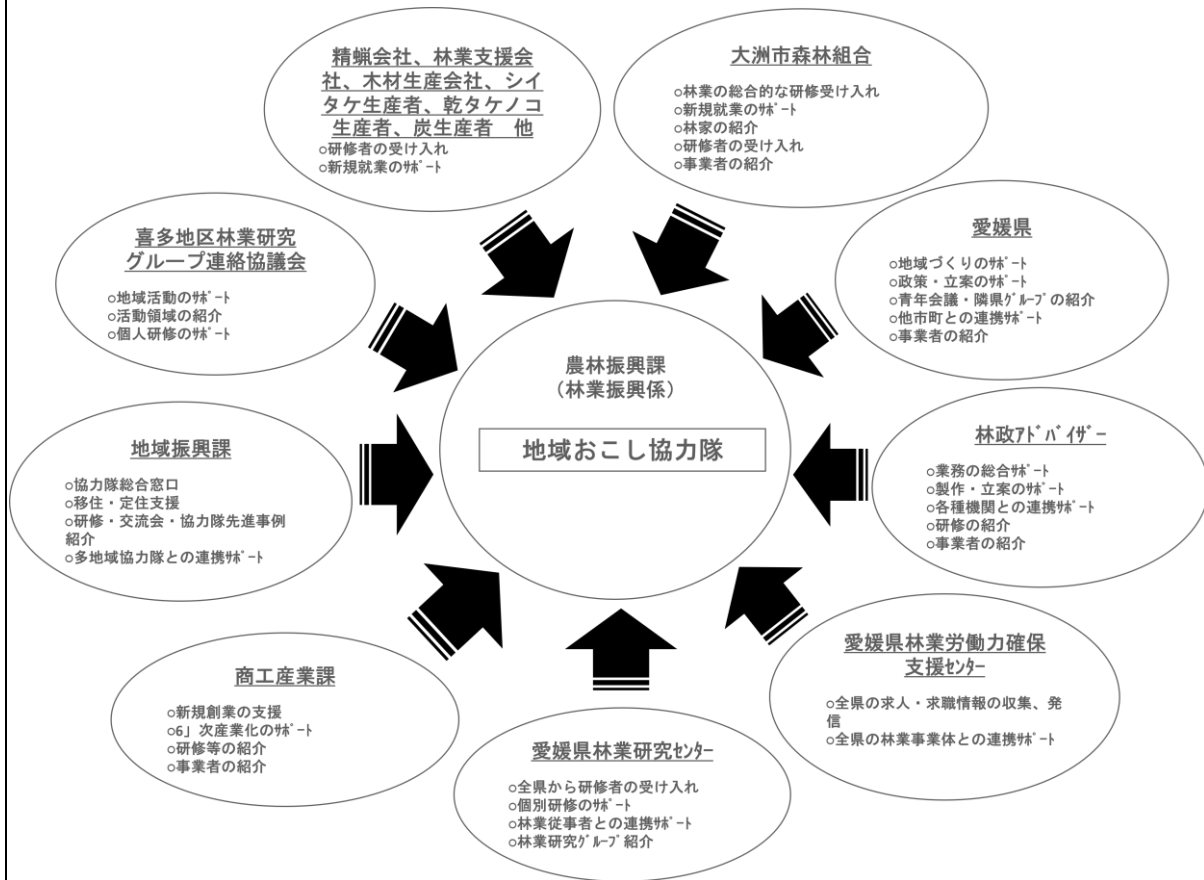 精蝋会社、林業支援会
社、木材生産会社、シイ
タケ生産者、乾タケノコ
生産者、炭生産者　他
○研修者の受け入れ
○新規就業のｻﾎﾟｰﾄ
大洲市森林組合
○林業の総合的な研修受け入れ
○新規就業のｻﾎﾟｰﾄ
○林家の紹介
○研修者の受け入れ
○事業者の紹介
喜多地区林業研究
グループ連絡協議会
○地域活動のｻﾎﾟｰﾄ
○活動領域の紹介
○個人研修のｻﾎﾟｰﾄ
愛媛県
○地域づくりのｻﾎﾟｰﾄ
○政策・立案のｻﾎﾟｰﾄ
○青年会議・隣県ｸﾞﾙｰﾌﾟの紹介
○他市町との連携ｻﾎﾟｰﾄ
○事業者の紹介
農林振興課
（林業振興係）
地域おこし協力隊
地域振興課
○協力隊総合窓口
○移住・定住支援
○研修・交流会・協力隊先進事例
紹介
○多地域協力隊との連携ｻﾎﾟｰﾄ
林政ｱﾄﾞﾊﾞｲｻﾞｰ
○業務の総合ｻﾎﾟｰﾄ
○製作・立案のｻﾎﾟｰﾄ
○各種機関との連携ｻﾎﾟｰﾄ
○研修の紹介
○事業者の紹介
商工産業課
○新規創業の支援
○6」次産業化のｻﾎﾟｰﾄ
○研修等の紹介
○事業者の紹介
愛媛県林業研究ｾﾝﾀｰ
○全県から研修者の受け入れ
○個別研修のｻﾎﾟｰﾄ
○林業従事者との連携ｻﾎﾟｰﾄ
○林業研究ｸﾞﾙｰﾌﾟ紹介
愛媛県林業労働力確保
支援ｾﾝﾀｰ
○全県の求人・求職情報の収集、発
信
○全県の林業事業体との連携ｻﾎﾟｰﾄ